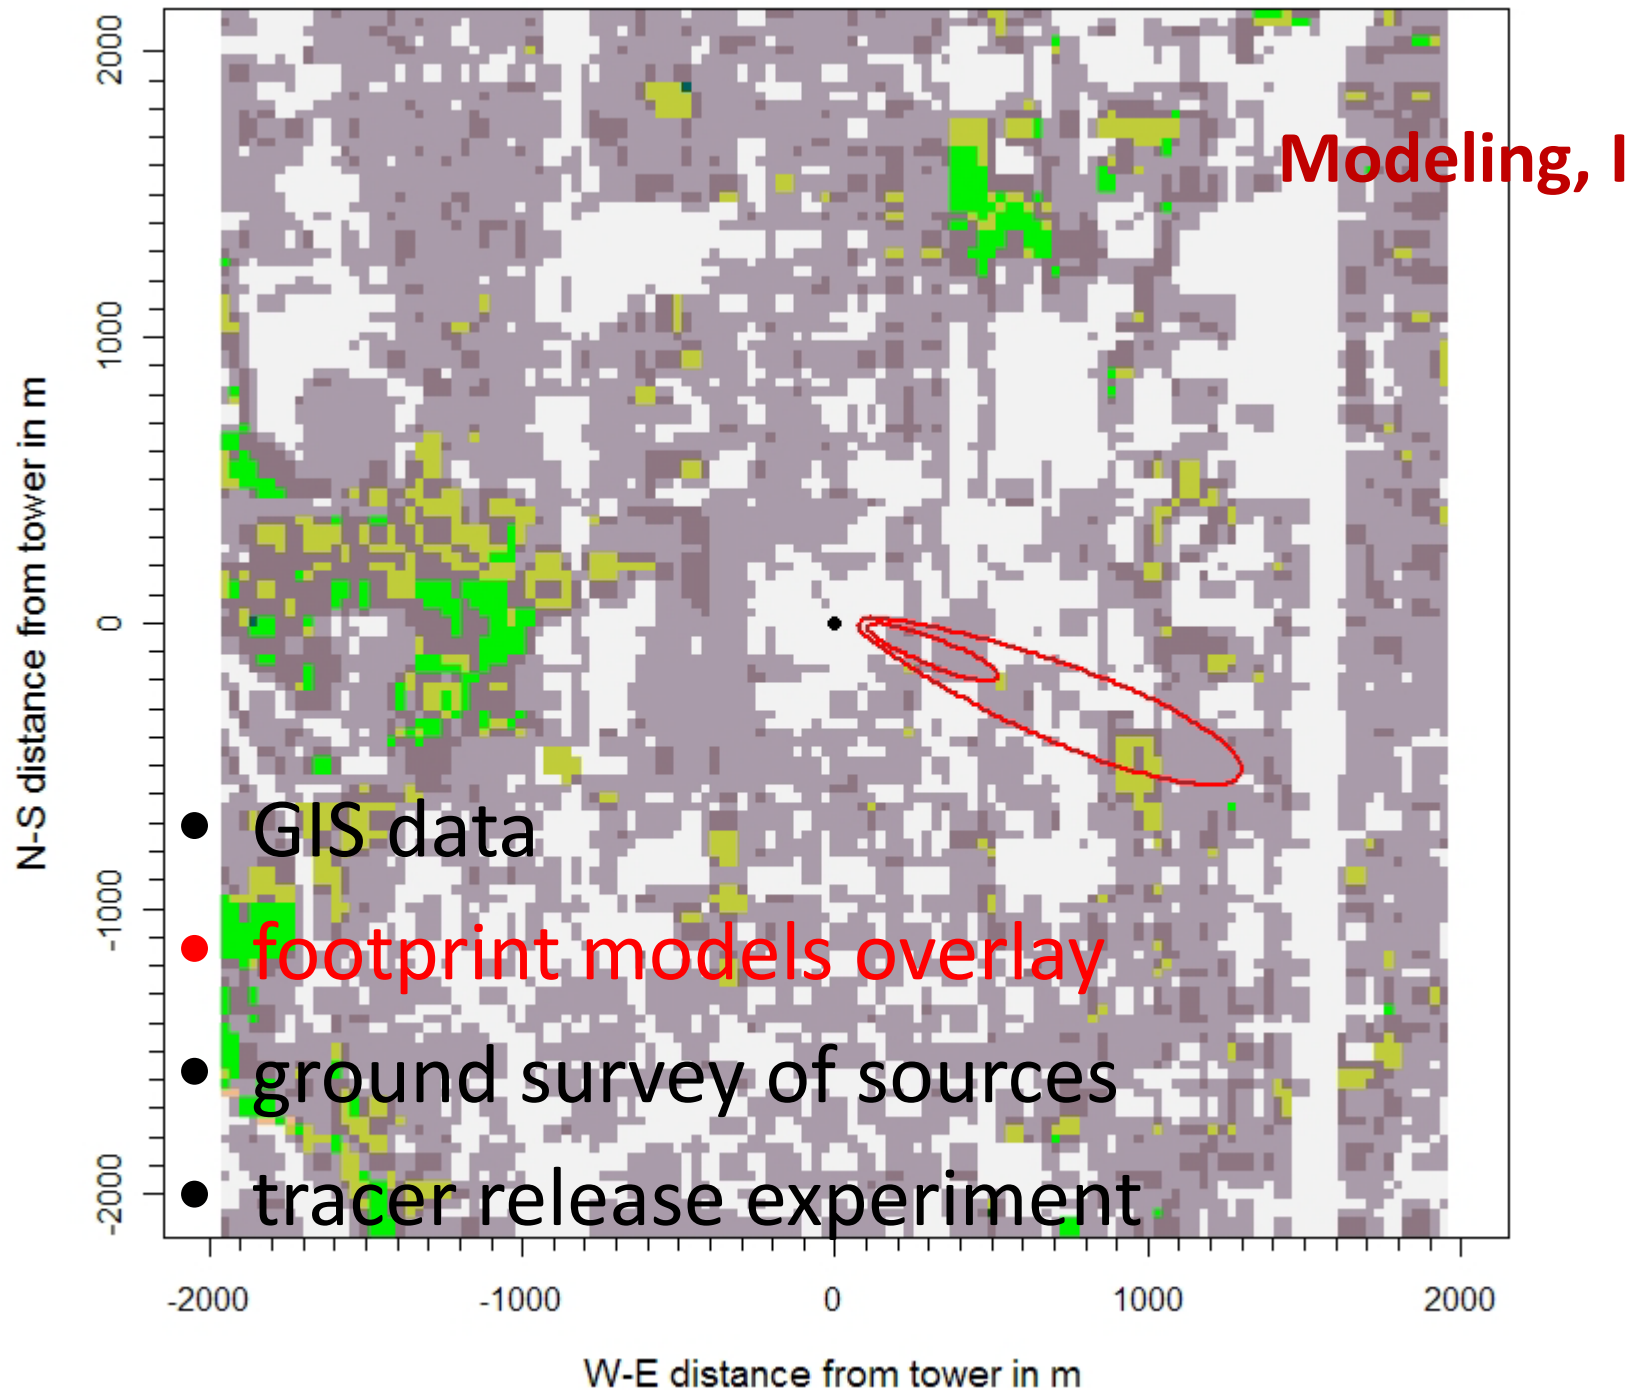 Modeling, I
N-S distance from tower in m
2000
1000
0
-1000
-2000
• GIS data
• footprint models overlay
• ground survey of sources
• tracer release experiment
-2000 -1000 0 1000 2000
W-E distance from tower in m